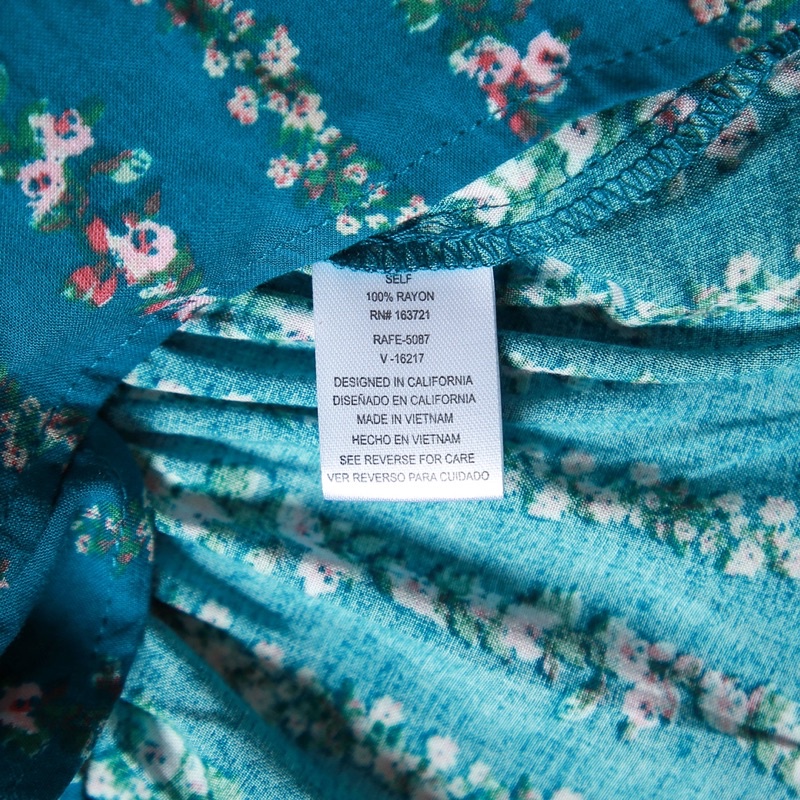 SELF
100% RAYON
RN# 163721
RAFE-5087
V -16217
DESIGNED IN CALIFORNIA
DISEÑADO EN CALIFORNIA
MADE IN VIETNAM
HECHO EN VIETNAM
SEE REVERSE FOR CARE
VER REVERSO PARA CUIDADO